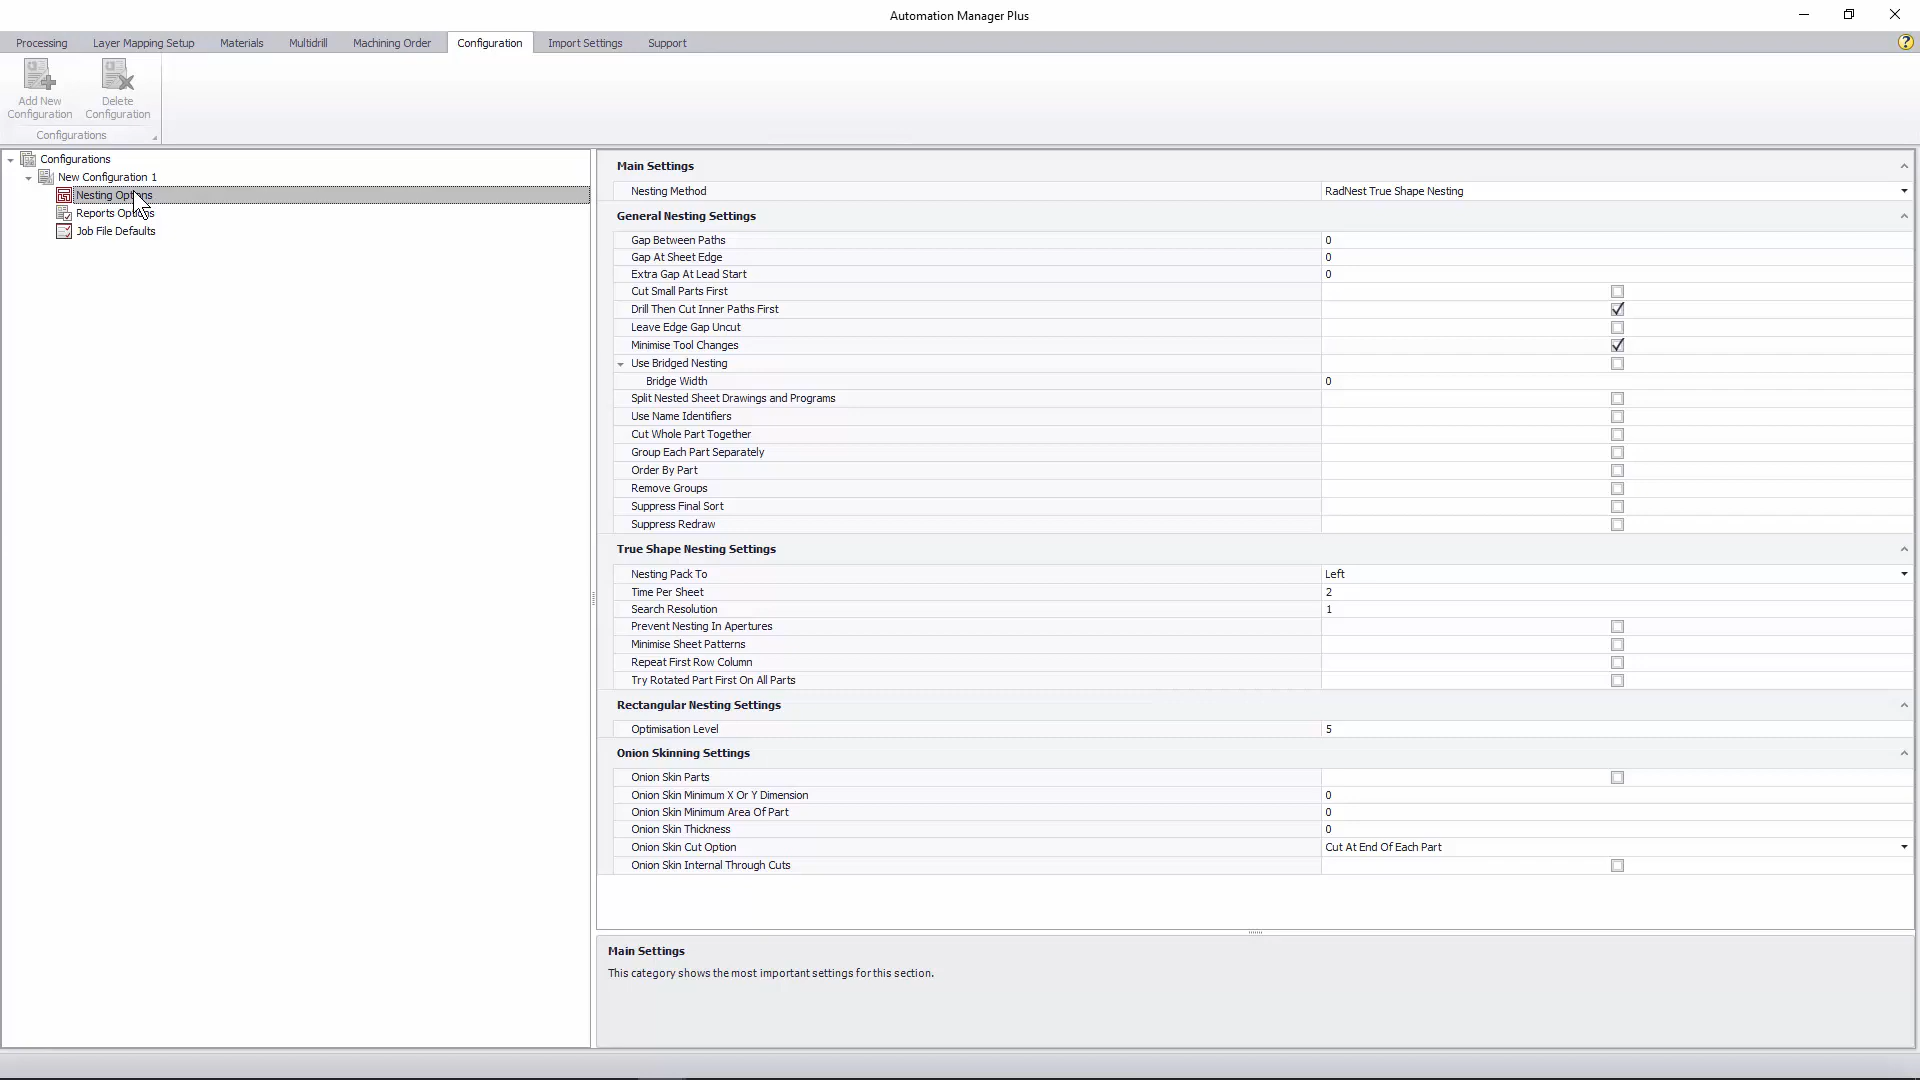 Automation Manager Plus
Processing Layer Mapping Setup Materials Multidrill Machining Order Configuration Import Settings Support
Add New Configuration
Delete Configuration
Configurations
Configurations
New Configuration 1
Nesting Options
Reports Options
Job File Defaults
Main Settings
Nesting Method RadNest True Shape Nesting
General Nesting Settings
Gap Between Paths 0
Gap At Sheet Edge 0
Extra Gap At Lead Start 0
Cut Small Parts First
Drill Then Cut Inner Paths First
Leave Edge Gap Uncut
Minimise Tool Changes
Use Bridged Nesting
Bridge Width 0
Split Nested Sheet Drawings and Programs
Use Name Identifiers
Cut Whole Part Together
Group Each Part Separately
Order By Part
Remove Groups
Suppress Final Sort
Suppress Redraw
True Shape Nesting Settings
Nesting Pack To Left
Time Per Sheet 2
Search Resolution 1
Prevent Nesting In Apertures
Minimise Sheet Patterns
Repeat First Row Column
Try Rotated Part First On All Parts
Rectangular Nesting Settings
Optimisation Level 5
Onion Skinning Settings
Onion Skin Parts
Onion Skin Minimum X Or Y Dimension 0
Onion Skin Minimum Area Of Part 0
Onion Skin Thickness 0
Onion Skin Cut Option Cut At End Of Each Part
Onion Skin Internal Through Cuts
Main Settings
This category shows the most important settings for this section.